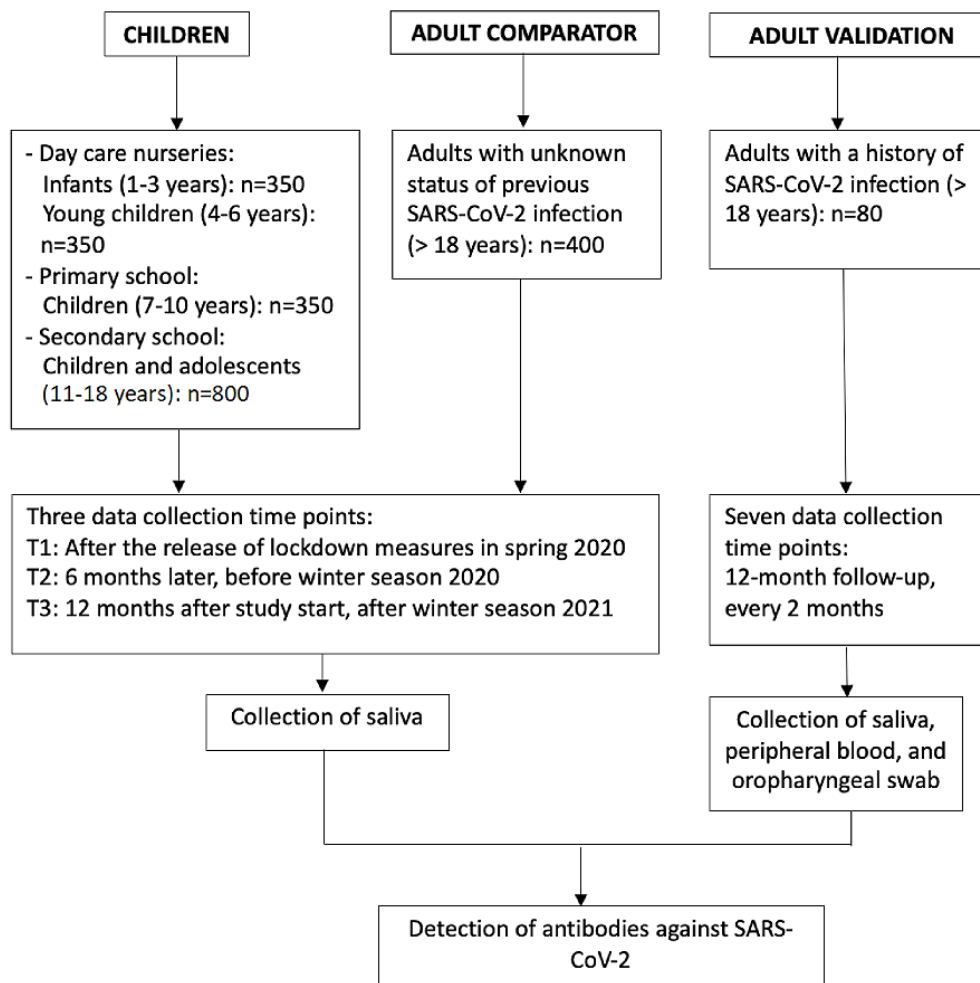 CHILDREN
ADULT COMPARATOR
ADULT VALIDATION
- Day care nurseries:
Infants (1-3 years): n=350
Young children (4-6 years):
n=350
- Primary school:
Children (7-10 years): n=350
- Secondary school:
Children and adolescents
(11-18 years): n=800
Adults with unknown
status of previous
SARS-CoV-2 infection
(> 18 years): n=400
Adults with a history of
SARS-CoV-2 infection (>
18 years): n=80
Three data collection time points:
T1: After the release of lockdown measures in spring 2020
T2: 6 months later, before winter season 2020
T3: 12 months after study start, after winter season 2021
Seven data collection
time points:
12-month follow-up,
every 2 months
Collection of saliva
Collection of saliva,
peripheral blood, and
oropharyngeal swab
Detection of antibodies against SARS-
CoV-2